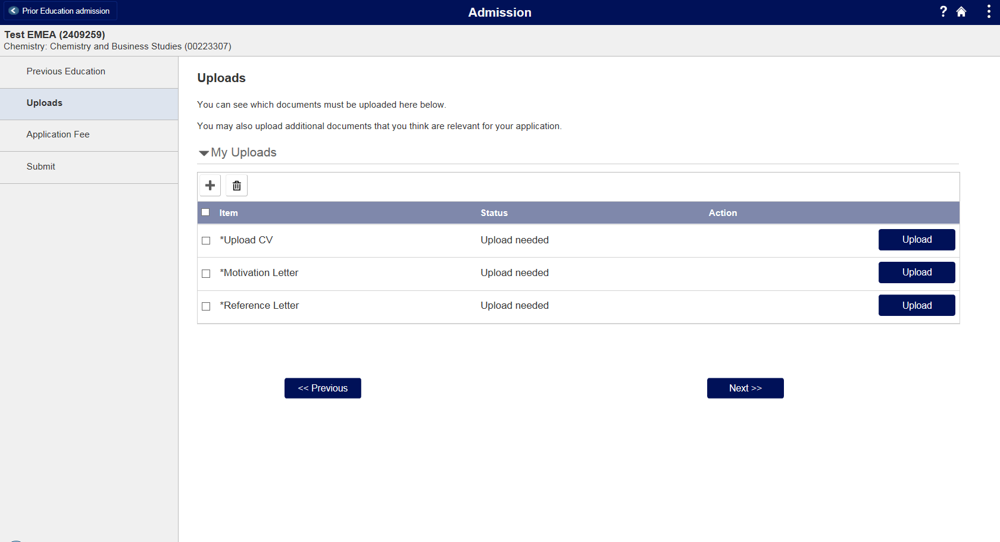 Prior Education admission
Admission
?
Test EMEA (2409259)
Chemistry: Chemistry and Business Studies (00223307)
Previous Education
Uploads
Application Fee
Submit
Uploads
You can see which documents must be uploaded here below.
You may also upload additional documents that you think are relevant for your application.
My Uploads
Item Status Action
*Upload CV Upload needed Upload
*Motivation Letter Upload needed Upload
*Reference Letter Upload needed Upload
<< Previous Next >>